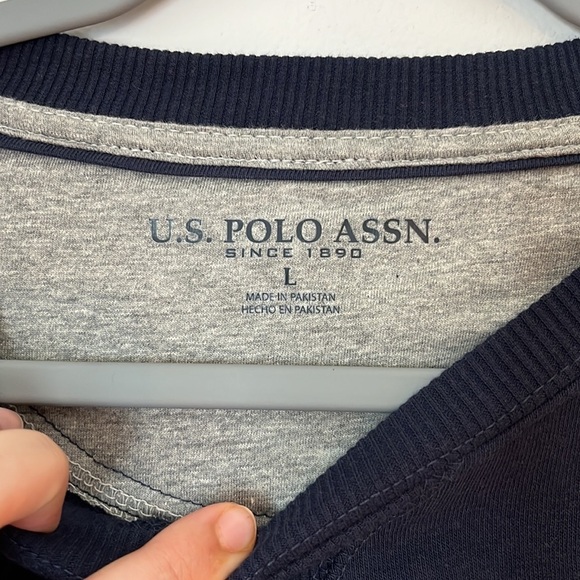 U.S. POLO ASSN.
SINCE 1890
L
MADE IN PAKISTAN
HECHO EN PAKISTAN